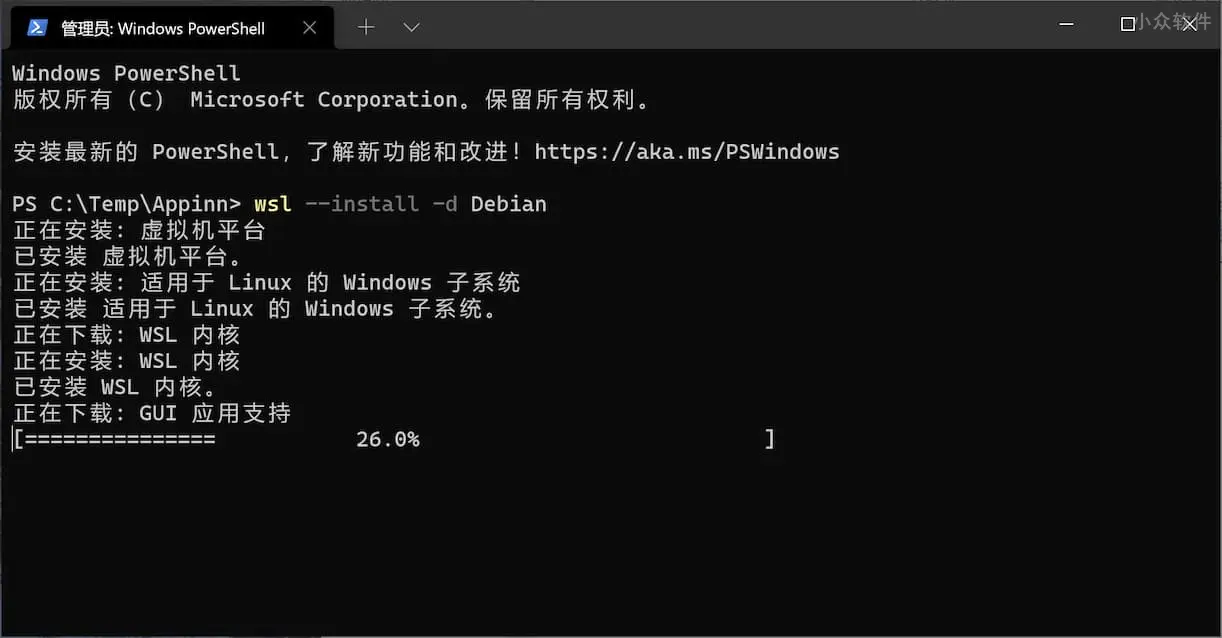 管理员: Windows PowerShell
小众软件
Windows PowerShell
版权所有 (C) Microsoft Corporation。保留所有权利。
安装最新的 PowerShell，了解新功能和改进！https://aka.ms/PSWindows
PS C:\Temp\Appinn> wsl --install -d Debian
正在安装: 虚拟机平台
已安装 虚拟机平台。
正在安装: 适用于 Linux 的 Windows 子系统
已安装 适用于 Linux 的 Windows 子系统。
正在下载: WSL 内核
正在安装: WSL 内核
已安装 WSL 内核。
正在下载: GUI 应用支持
[=============== 26.0% ]